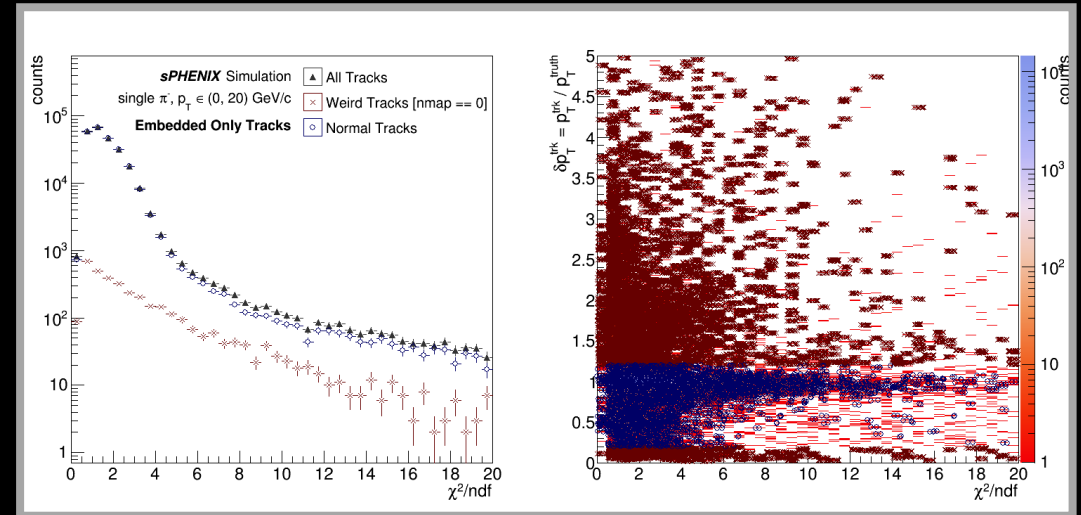 counts
sPHENIX Simulation
single π⁻, p_T ∈ (0, 20) GeV/c
Embedded Only Tracks
All Tracks
Weird Tracks [nmap == 0]
Normal Tracks
10⁵
10⁴
10³
10²
10
1
0 2 4 6 8 10 12 14 16 18 20
χ²/ndf
δp_T^trk = p_T^trk / p_T^truth
5
4.5
4
3.5
3
2.5
2
1.5
1
0.5
0
0 2 4 6 8 10 12 14 16 18 20
χ²/ndf
counts
10³
10²
10
1